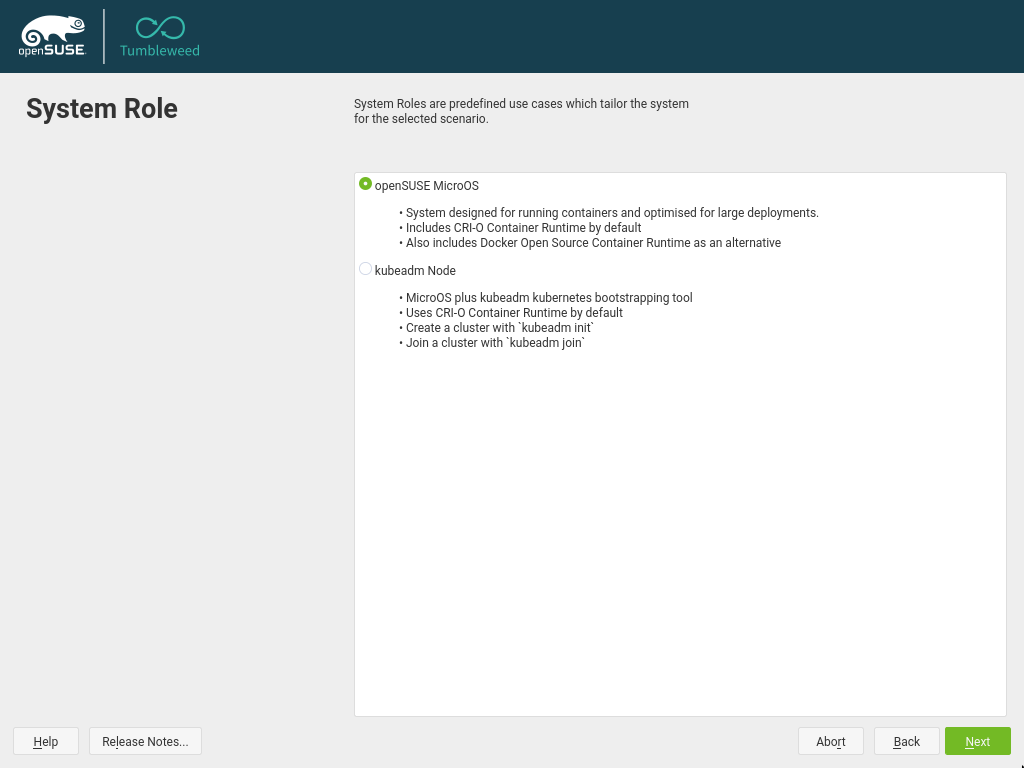 openSUSE
Tumbleweed
System Role
System Roles are predefined use cases which tailor the system
for the selected scenario.
openSUSE MicroOS
• System designed for running containers and optimised for large deployments.
• Includes CRI-O Container Runtime by default
• Also includes Docker Open Source Container Runtime as an alternative
kubeadm Node
• MicroOS plus kubeadm kubernetes bootstrapping tool
• Uses CRI-O Container Runtime by default
• Create a cluster with `kubeadm init`
• Join a cluster with `kubeadm join`
Help
Release Notes...
Abort
Back
Next